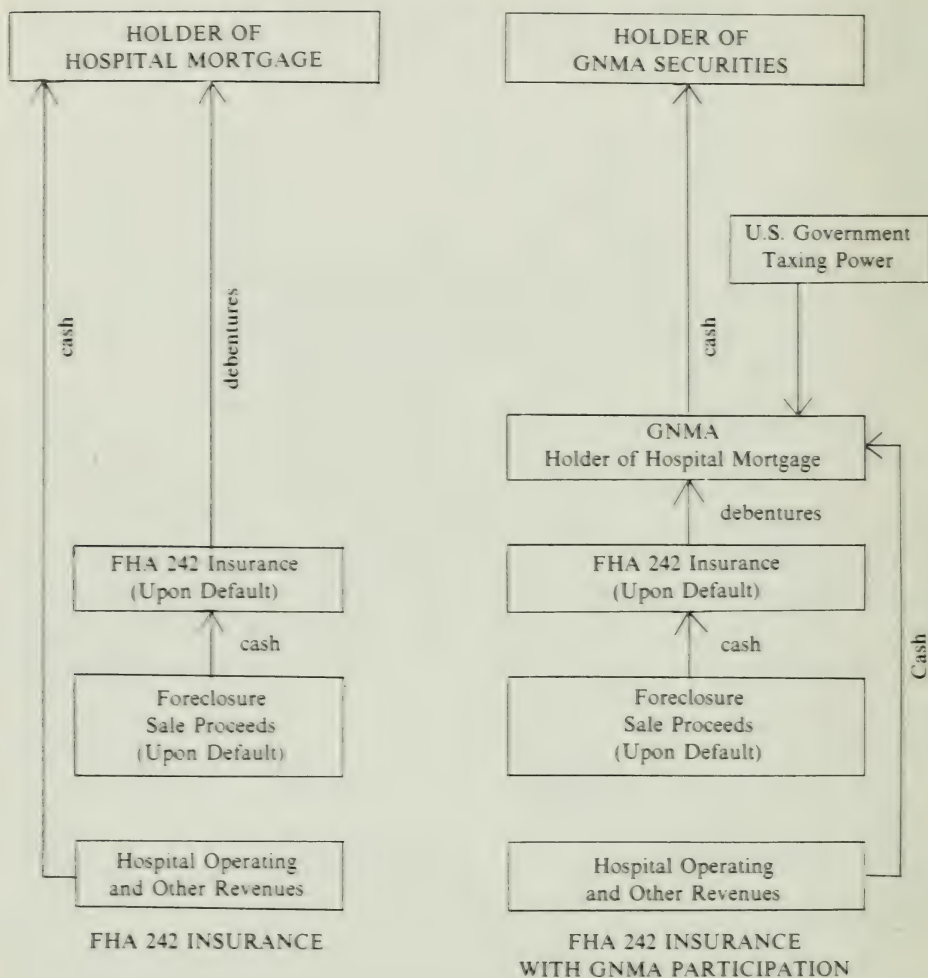 HOLDER OF
HOSPITAL MORTGAGE
cash
debentures
FHA 242 Insurance
(Upon Default)
cash
Foreclosure
Sale Proceeds
(Upon Default)
Hospital Operating
and Other Revenues
FHA 242 INSURANCE
HOLDER OF
GNMA SECURITIES
U.S. Government
Taxing Power
cash
GNMA
Holder of Hospital Mortgage
debentures
FHA 242 Insurance
(Upon Default)
cash
Cash
Foreclosure
Sale Proceeds
(Upon Default)
Hospital Operating
and Other Revenues
FHA 242 INSURANCE
WITH GNMA PARTICIPATION